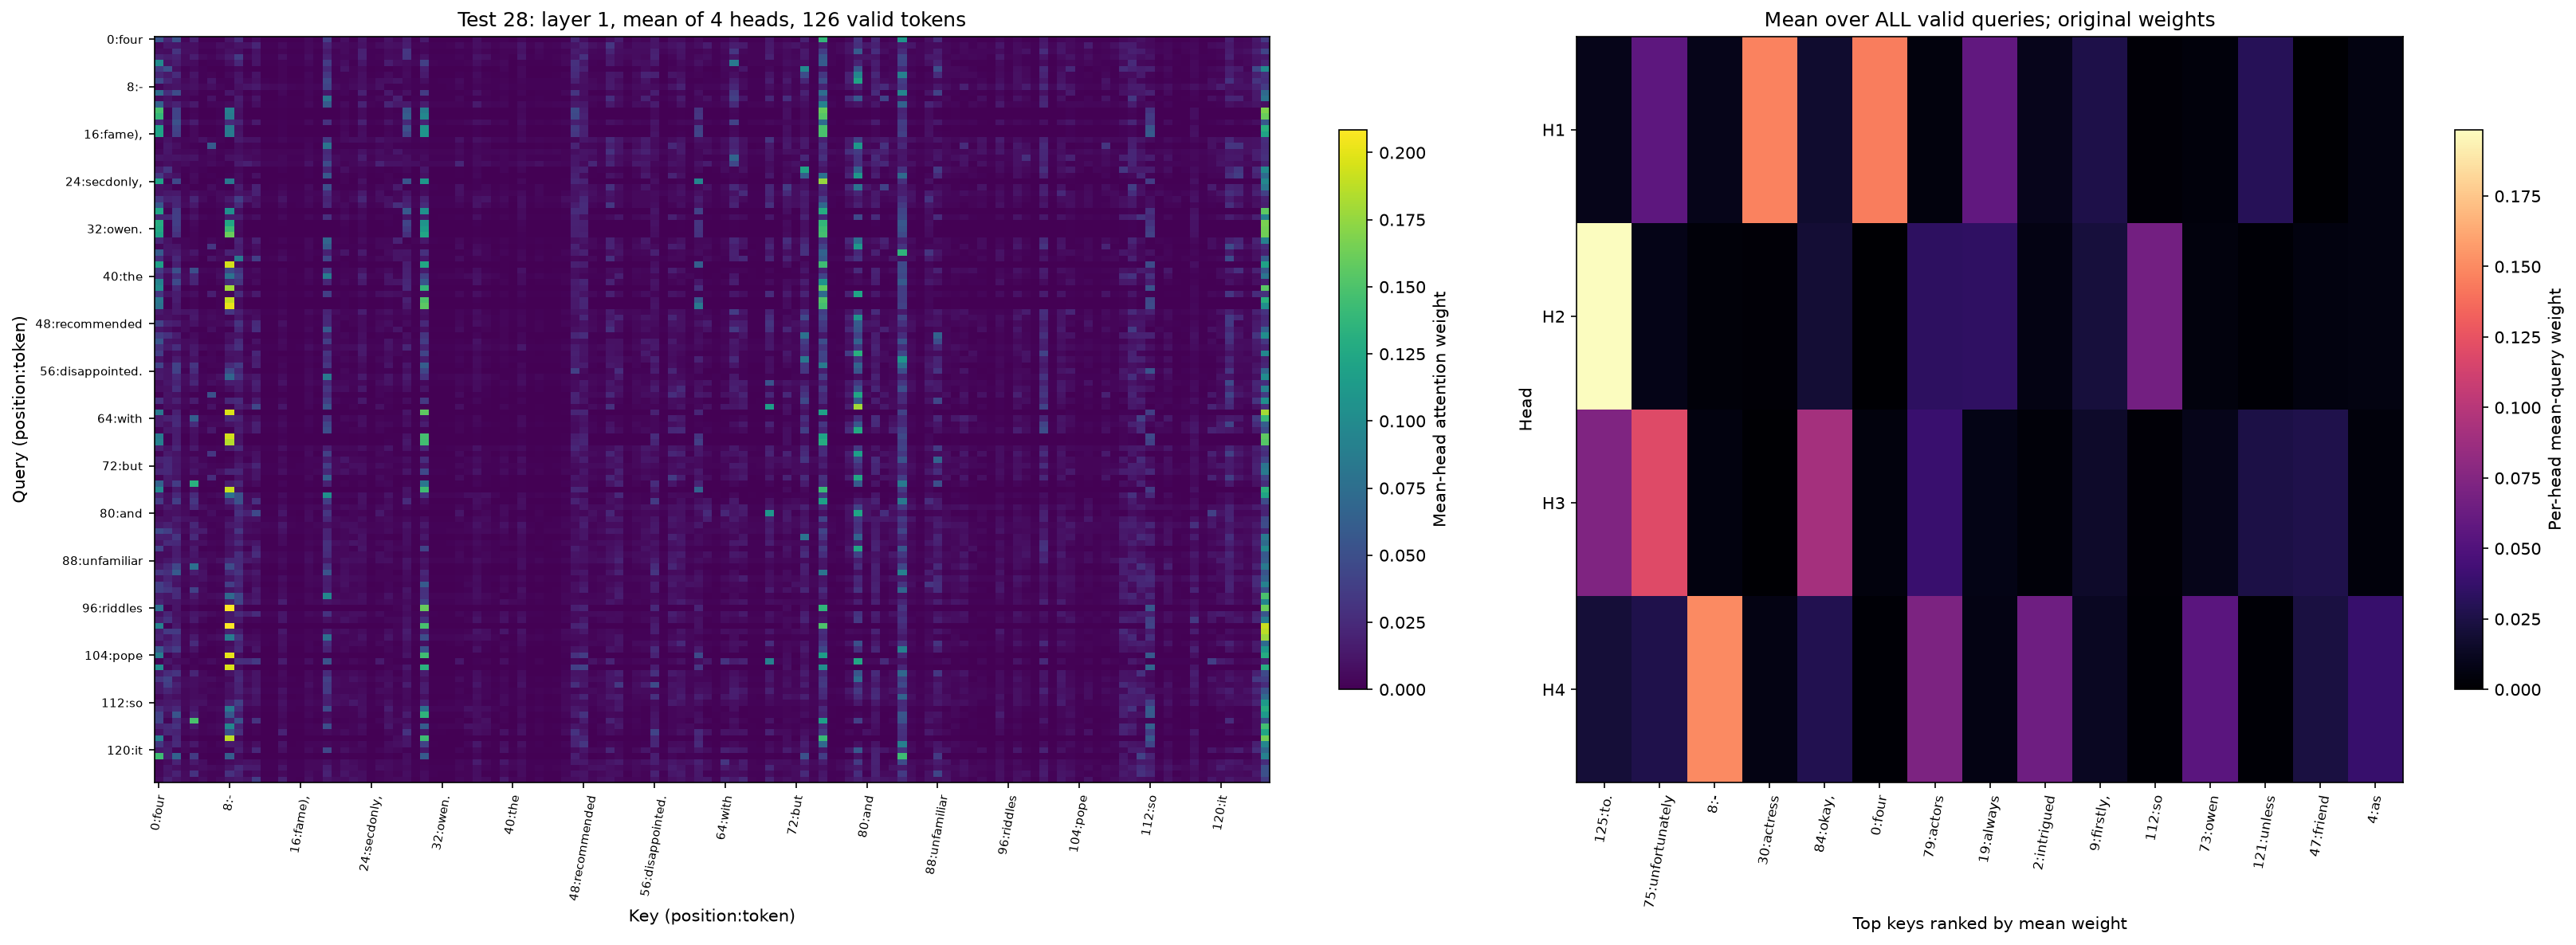 Test 28: layer 1, mean of 4 heads, 126 valid tokens
Query (position:token)
0:four
8:-
16:fame),
24:secdonly,
32:owen.
40:the
48:recommended
56:disappointed.
64:with
72:but
80:and
88:unfamiliar
96:riddles
104:pope
112:so
120:it
0:four
8:-
16:fame),
24:secdonly,
32:owen.
40:the
48:recommended
56:disappointed.
64:with
72:but
80:and
88:unfamiliar
96:riddles
104:pope
112:so
120:it
Key (position:token)
0.200
0.175
0.150
0.125
0.100
0.075
0.050
0.025
0.000
Mean-head attention weight
Mean over ALL valid queries; original weights
Head
H1
H2
H3
H4
125:to.
75:unfortunately
8:-
30:actress
84:okay,
0:four
79:actors
19:always
2:intrigued
9:firstly,
112:so
73:owen
121:unless
47:friend
4:as
Top keys ranked by mean weight
0.175
0.150
0.125
0.100
0.075
0.050
0.025
0.000
Per-head mean-query weight